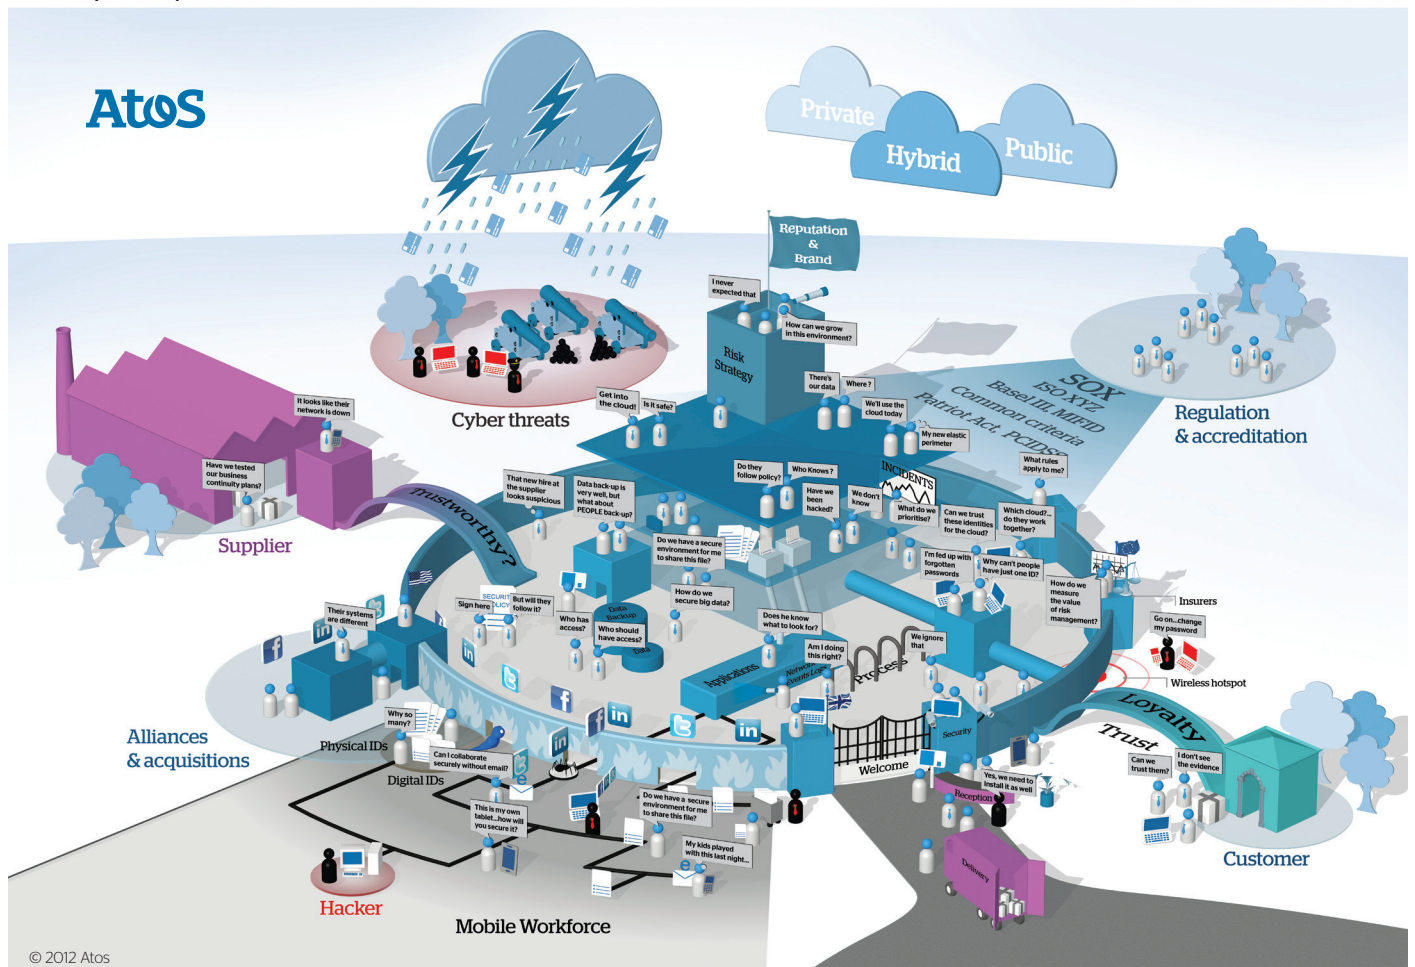 Atos
Private
Hybrid
Public
Reputation
&
Brand
I never
expected that
How can we grow
in this environment?
Risk
Strategy
There's
our data
Where ?
We'll use the
cloud today
My new elastic
perimeter
Get into
the cloud!
Is it safe?
Cyber threats
SOX
ISO XYZ
Basel III, MIFID
Common criteria
Patriot Act, PCIDSS
Regulation
& accreditation
It looks like their
network is down
Have we tested
our business
continuity plans?
Supplier
Trustworthy?
That new hire at
the supplier
looks suspicious
Data back-up is
very well, but
what about
PEOPLE back-up?
Do they
follow policy?
Who Knows ?
INCIDENTS
What rules
apply to me?
Have we
been
hacked?
We don't
know
What do we
prioritise?
Can we trust
these identities
for the cloud?
Which cloud?...
do they work
together?
Do we have a secure
environment for me
to share this file?
I'm fed up with
forgotten
passwords
Why can't people
have just one ID?
How do we
measure
the value
of risk
management?
Insurers
Go on...change
my password
Wireless hotspot
SECURITY
POLICY
Sign here
But will they
follow it?
Data
Backup
Data
How do we
secure big data?
Who has
access?
Who should
have access?
Does he know
what to look for?
Am I doing
this right?
We ignore
that
Applications
Network
Events Logs
Process
Their systems
are different
Alliances
& acquisitions
Physical IDs
Why so
many?
Digital IDs
Can I collaborate
securely without email?
in
in
in
in
in
f
f
f
f
Welcome
Security
Loyalty
Trust
Can we
trust them?
I don't see
the evidence
Customer
Yes, we need to
install it as well
Reception
Delivery
This is my own
tablet...how will
you secure it?
Do we have a secure
environment for me
to share this file?
My kids played
with this last night...
e
e
Hacker
Mobile Workforce
© 2012 Atos